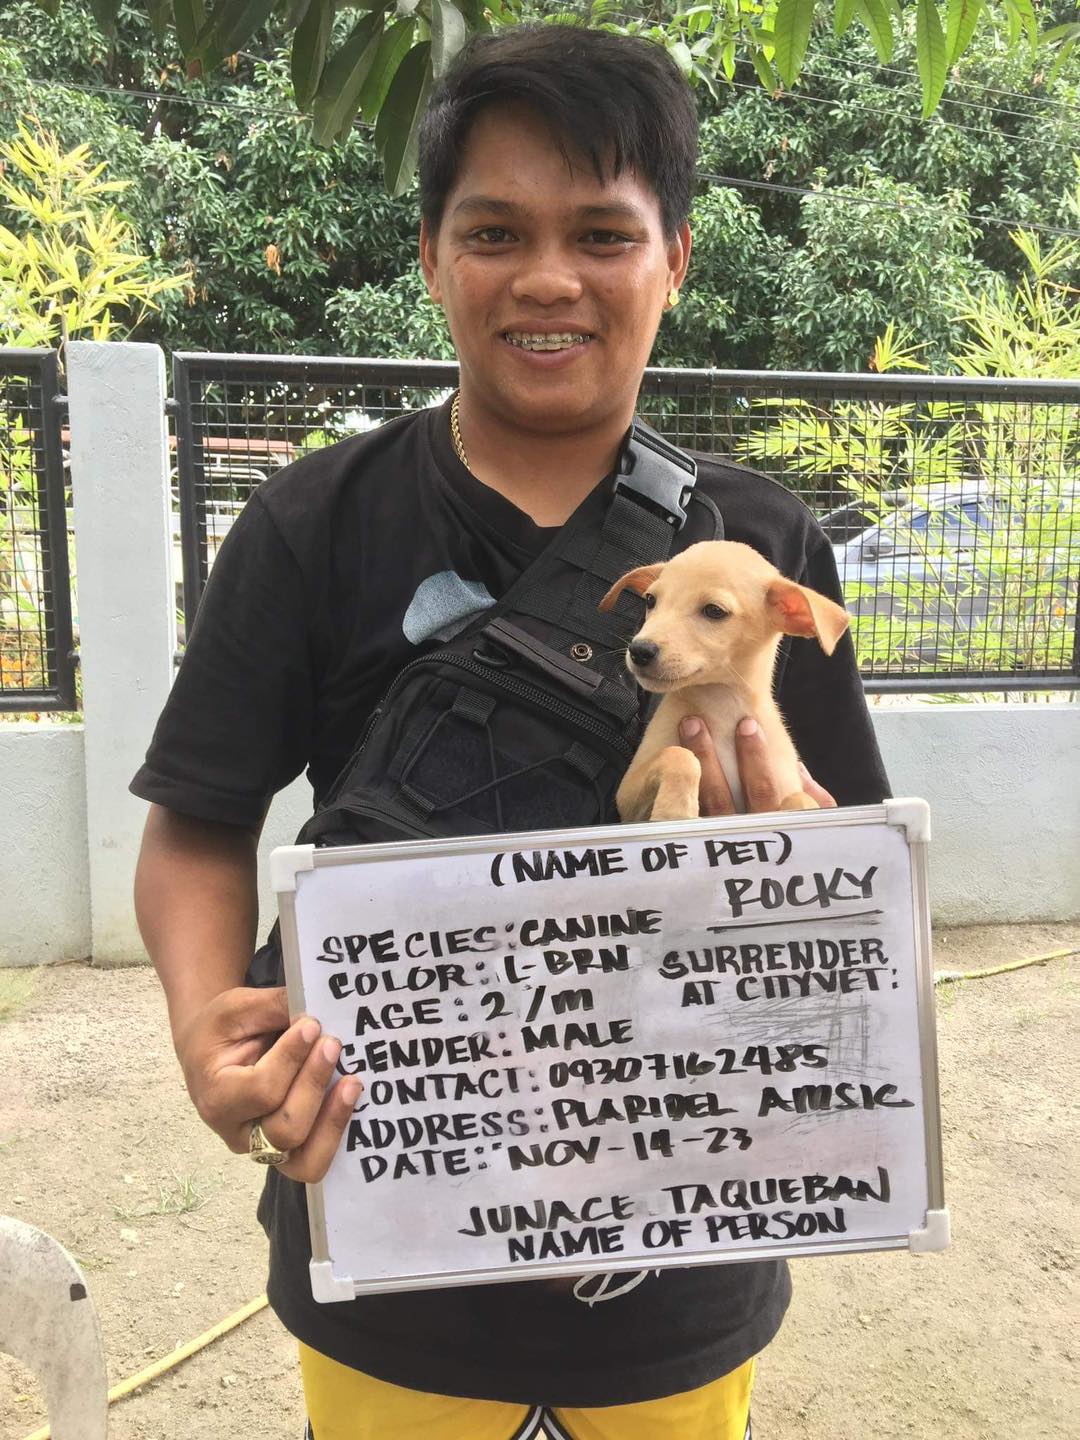 (NAME OF PET)
ROCKY
SPECIES: CANINE
COLOR: L-BRN
SURRENDER
AT CITYVET:
AGE: 2/m
GENDER: MALE
CONTACT: 09307162485
ADDRESS: PLARIDEL AMSIC
DATE: NOV-14-23
JUNACE TAQUEBAN
NAME OF PERSON